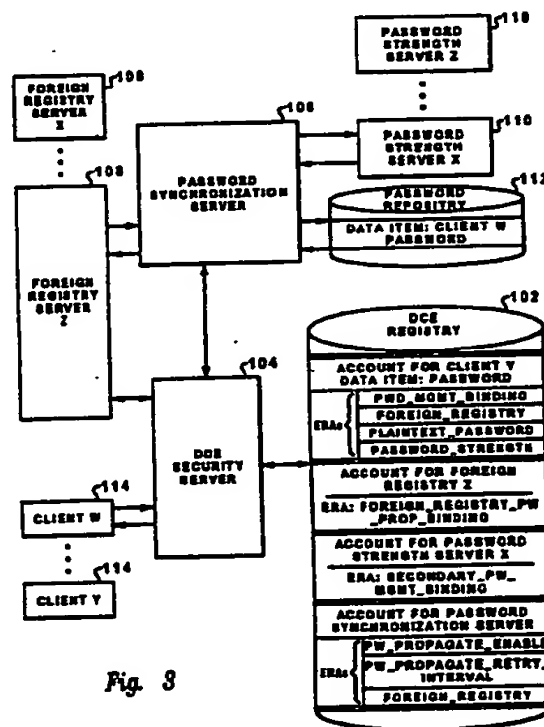 118
PASSWORD
STRENGTH
SERVER Z
108
FOREIGN
REGISTRY
SERVER
X
106
PASSWORD
SYNCHRONIZATION
SERVER
110
PASSWORD
STRENGTH
SERVER X
108
FOREIGN
REGISTRY
SERVER
Z
112
PASSWORD
REPOSITRY
DATA ITEM: CLIENT W
PASSWORD
102
DCE
REGISTRY
ACCOUNT FOR CLIENT Y
DATA ITEM: PASSWORD
ERAs
PWD_MGMT_BINDING
FOREIGN_REGISTRY
PLAINTEXT_PASSWORD
PASSWORD_STRENGTH
104
DCE
SECURITY
SERVER
ACCOUNT FOR FOREIGN
REGISTRY X
ERA: FOREIGN_REGISTRY_PW
_PROP_BINDING
114
CLIENT W
114
CLIENT Y
ACCOUNT FOR PASSWORD
STRENGTH SERVER X
ERA: SECONDARY_PW_
MGMT_BINDING
ACCOUNT FOR PASSWORD
SYNCHRONIZATION SERVER
ERAs
PW_PROPAGATE_ENABLE
PW_PROPAGATE_RETRY_
INTERVAL
FOREIGN_REGISTRY
Fig. 3